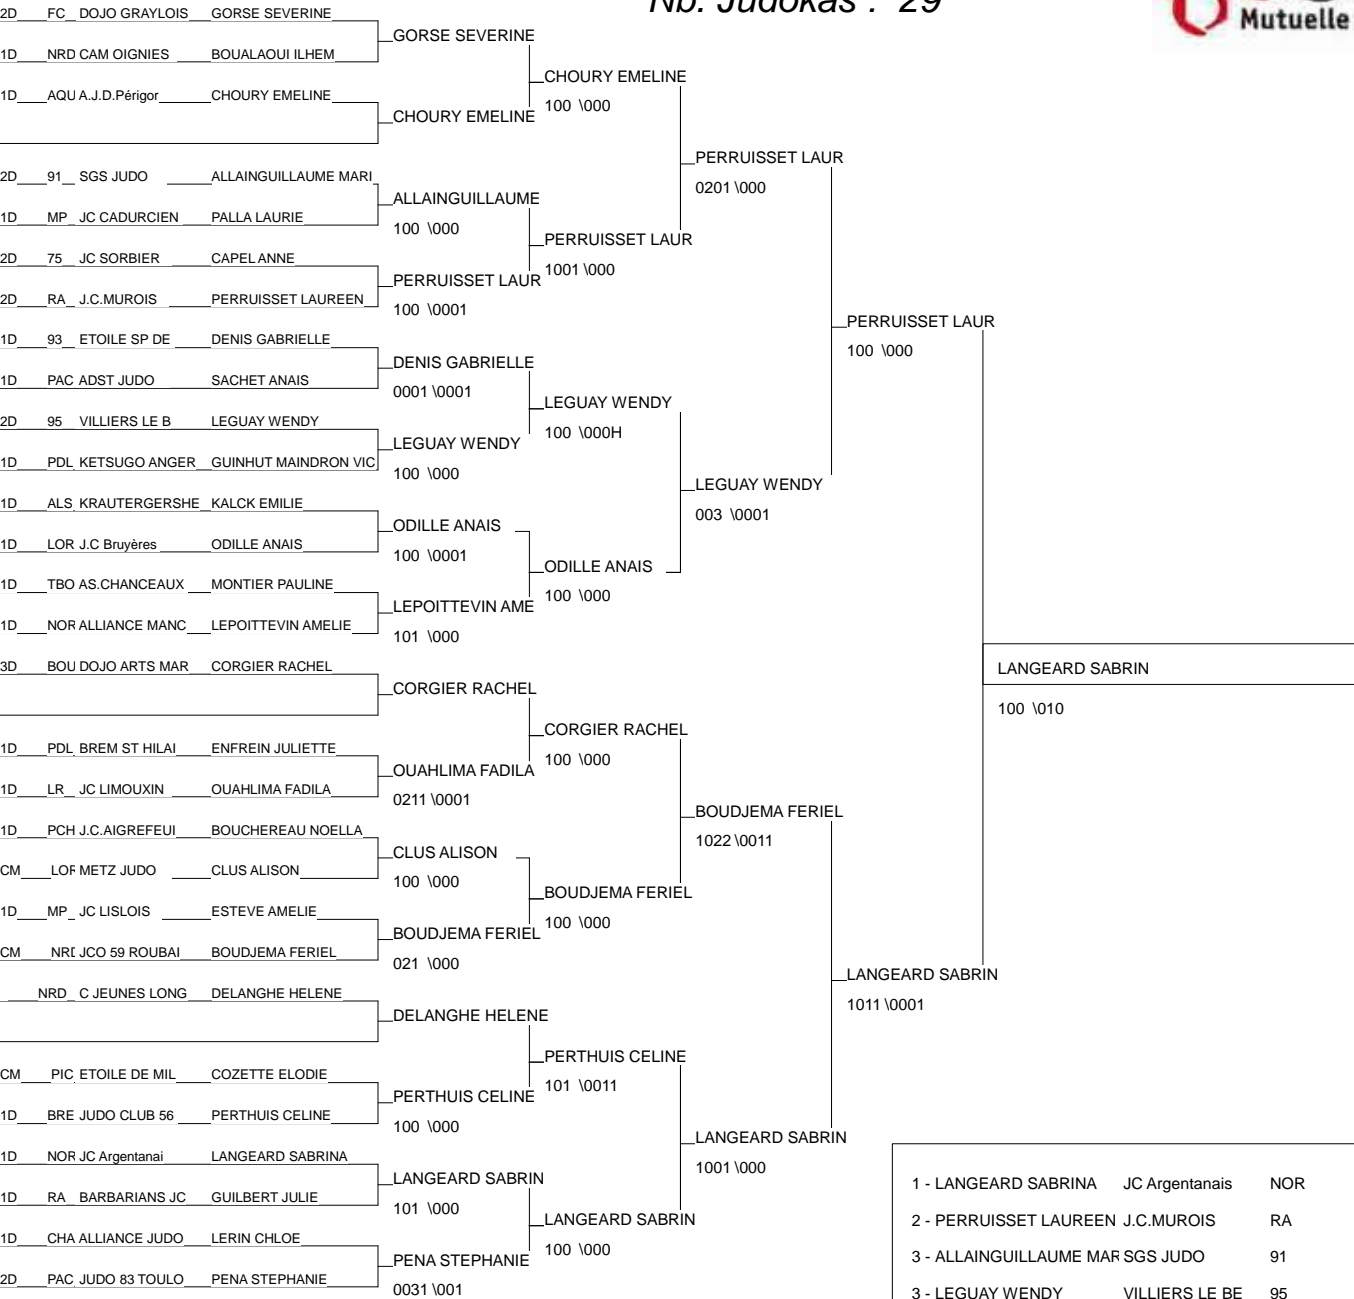 Nb. Judokas : 29
Mutuelle
2D FC DOJO GRAYLOIS GORSE SEVERINE
GORSE SEVERINE
1D NRD CAM OIGNIES BOUALAOUI ILHEM
CHOURY EMELINE
100 \000
1D AQU A.J.D.Périgor CHOURY EMELINE
CHOURY EMELINE
PERRUISSET LAUR
0201 \000
2D 91 SGS JUDO ALLAINGUILLAUME MARI
ALLAINGUILLAUME
100 \000
1D MP JC CADURCIEN PALLA LAURIE
PERRUISSET LAUR
1001 \000
2D 75 JC SORBIER CAPEL ANNE
PERRUISSET LAUR
100 \0001
2D RA J.C.MUROIS PERRUISSET LAUREEN
PERRUISSET LAUR
100 \000
1D 93 ETOILE SP DE DENIS GABRIELLE
DENIS GABRIELLE
0001 \0001
1D PAC ADST JUDO SACHET ANAIS
LEGUAY WENDY
100 \000H
2D 95 VILLIERS LE B LEGUAY WENDY
LEGUAY WENDY
100 \000
1D PDL KETSUGO ANGER GUINHUT MAINDRON VIC
LEGUAY WENDY
003 \0001
1D ALS KRAUTERGERSHE KALCK EMILIE
ODILLE ANAIS
100 \0001
1D LOR J.C Bruyères ODILLE ANAIS
ODILLE ANAIS
100 \000
1D TBO AS.CHANCEAUX MONTIER PAULINE
LEPOITTEVIN AME
101 \000
1D NOR ALLIANCE MANC LEPOITTEVIN AMELIE
LANGEARD SABRIN
100 \010
3D BOU DOJO ARTS MAR CORGIER RACHEL
CORGIER RACHEL
CORGIER RACHEL
100 \000
1D PDL BREM ST HILAI ENFREIN JULIETTE
OUAHLIMA FADILA
0211 \0001
1D LR JC LIMOUXIN OUAHLIMA FADILA
BOUDJEMA FERIEL
1022 \0011
1D PCH J.C.AIGREFEUI BOUCHEREAU NOELLA
CLUS ALISON
100 \000
CM LOR METZ JUDO CLUS ALISON
BOUDJEMA FERIEL
100 \000
1D MP JC LISLOIS ESTEVE AMELIE
BOUDJEMA FERIEL
021 \000
CM NRD JCO 59 ROUBAI BOUDJEMA FERIEL
LANGEARD SABRIN
1011 \0001
NRD C JEUNES LONG DELANGHE HELENE
DELANGHE HELENE
PERTHUIS CELINE
101 \0011
CM PIC ETOILE DE MIL COZETTE ELODIE
PERTHUIS CELINE
100 \000
1D BRE JUDO CLUB 56 PERTHUIS CELINE
LANGEARD SABRIN
1001 \000
1D NOR JC Argentanai LANGEARD SABRINA
LANGEARD SABRIN
101 \000
1D RA BARBARIANS JC GUILBERT JULIE
LANGEARD SABRIN
100 \000
1D CHA ALLIANCE JUDO LERIN CHLOE
PENA STEPHANIE
0031 \001
2D PAC JUDO 83 TOULO PENA STEPHANIE
1 - LANGEARD SABRINA JC Argentanais NOR
2 - PERRUISSET LAUREEN J.C.MUROIS RA
3 - ALLAINGUILLAUME MAR SGS JUDO 91
3 - LEGUAY WENDY VILLIERS LE BE 95